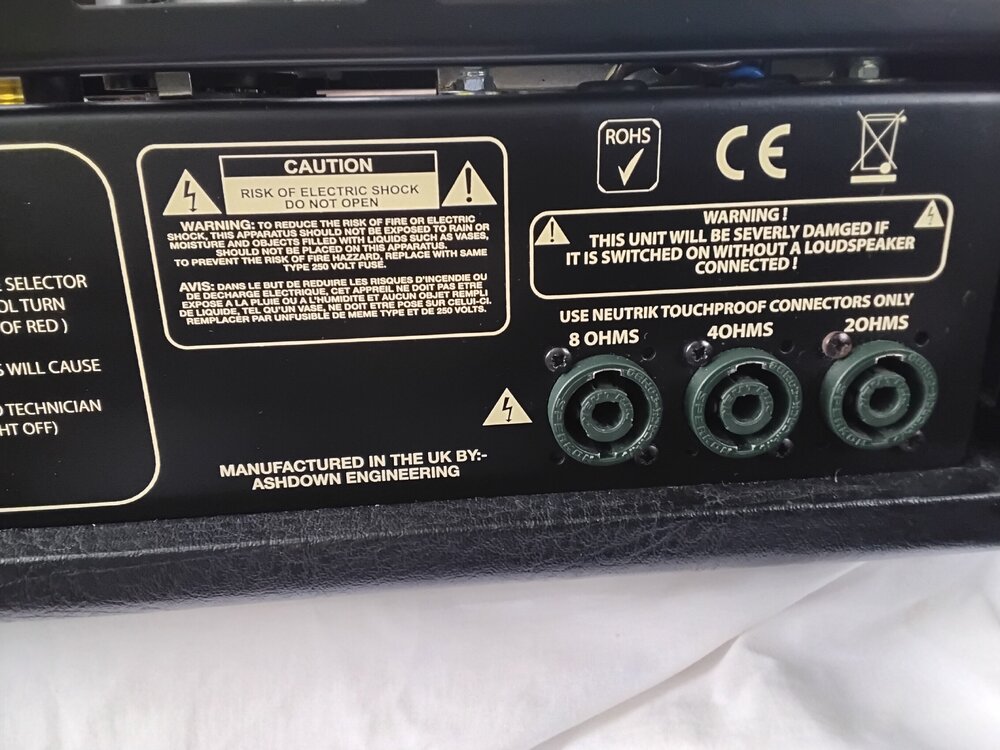 SELECTOR
OL TURN
OF RED )
S WILL CAUSE
D TECHNICIAN
HT OFF)
CAUTION
RISK OF ELECTRIC SHOCK
DO NOT OPEN
WARNING: TO REDUCE THE RISK OF FIRE OR ELECTRIC
SHOCK, THIS APPARATUS SHOULD NOT BE EXPOSED TO RAIN OR
MOISTURE AND OBJECTS FILLED WITH LIQUIDS SUCH AS VASES,
SHOULD NOT BE PLACED ON THIS APPARATUS.
TO PREVENT THE RISK OF FIRE HAZARD, REPLACE WITH SAME
TYPE 250 VOLT FUSE.
AVIS: DANS LE BUT DE REDUIRE LES RISQUES D'INCENDIE OU
DE DECHARGE ELECTRIQUE, CET APPREIL NE DOIT PAS ETRE
EXPOSE A LA PLUIE OU A L'HUMIDITE ET AUCUN OBJET REMPLI
DE LIQUIDE, TEL QU'UN VASE, NE DOIT ETRE POSE SUR CELUI-CI.
REMPLACER PAR UNFUSIBLE DE MEME TYPE ET DE 250 VOLTS.
MANUFACTURED IN THE UK BY:-
ASHDOWN ENGINEERING
ROHS
CE
WARNING !
THIS UNIT WILL BE SEVERLY DAMGED IF
IT IS SWITCHED ON WITHOUT A LOUDSPEAKER
CONNECTED !
USE NEUTRIK TOUCHPROOF CONNECTORS ONLY
8 OHMS
4OHMS
2OHMS